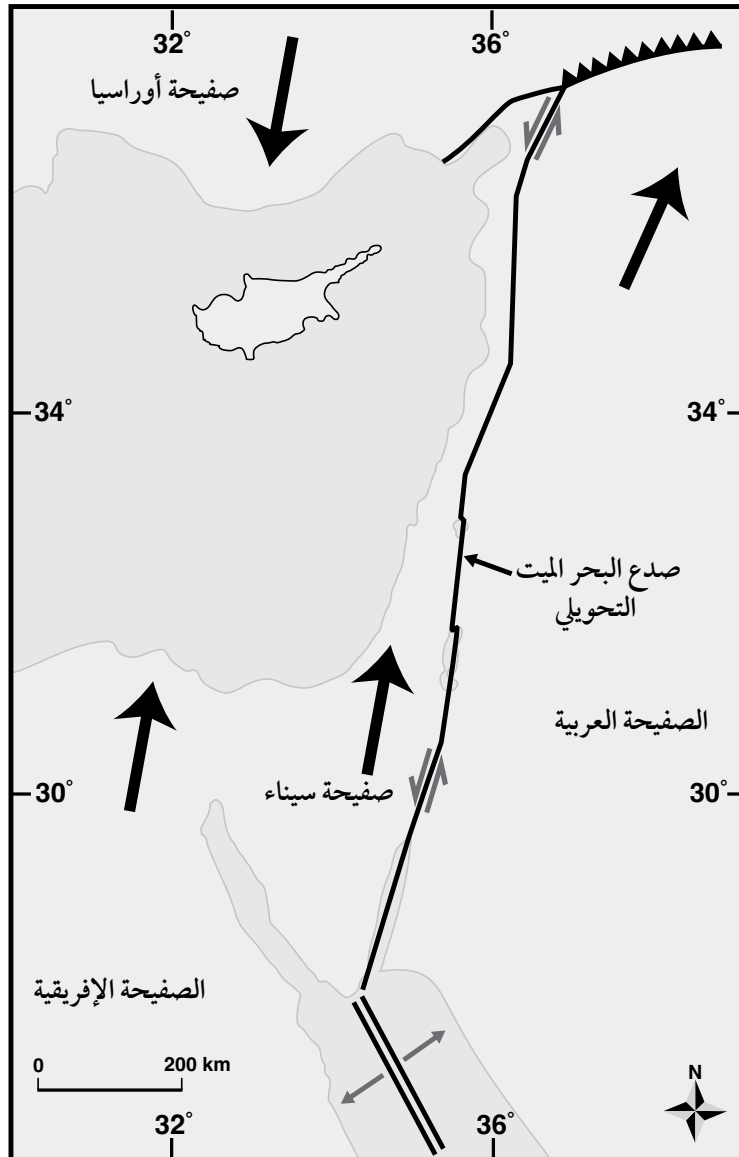 32° 36°
صفيحة أوراسيا
34° 34°
صدع البحر الميت
التحويلي
الصفيحة العربية
صفيحة سيناء
30° 30°
الصفيحة الإفريقية
0 200 km
N
32° 36°